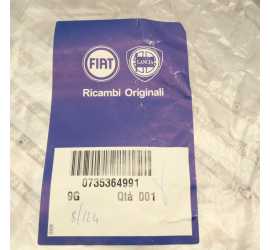 FIAT LANCIA
Ricambi Originali
0735364991
9G Qtà 001